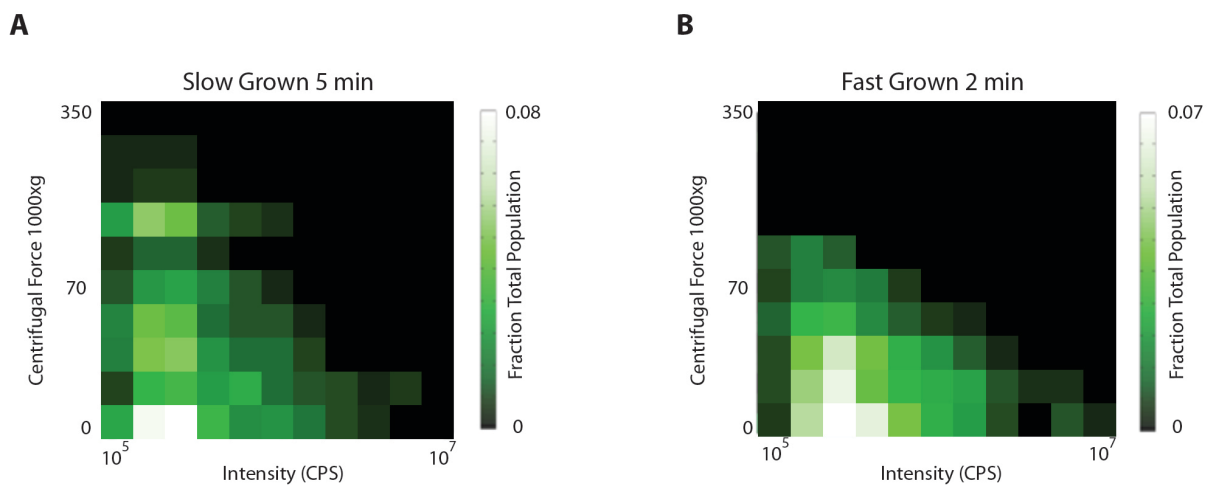 A
Slow Grown 5 min
350
70
0
Centrifugal Force 1000xg
10^5
10^7
Intensity (CPS)
0.08
0
Fraction Total Population
B
Fast Grown 2 min
350
70
0
Centrifugal Force 1000xg
10^5
10^7
Intensity (CPS)
0.07
0
Fraction Total Population